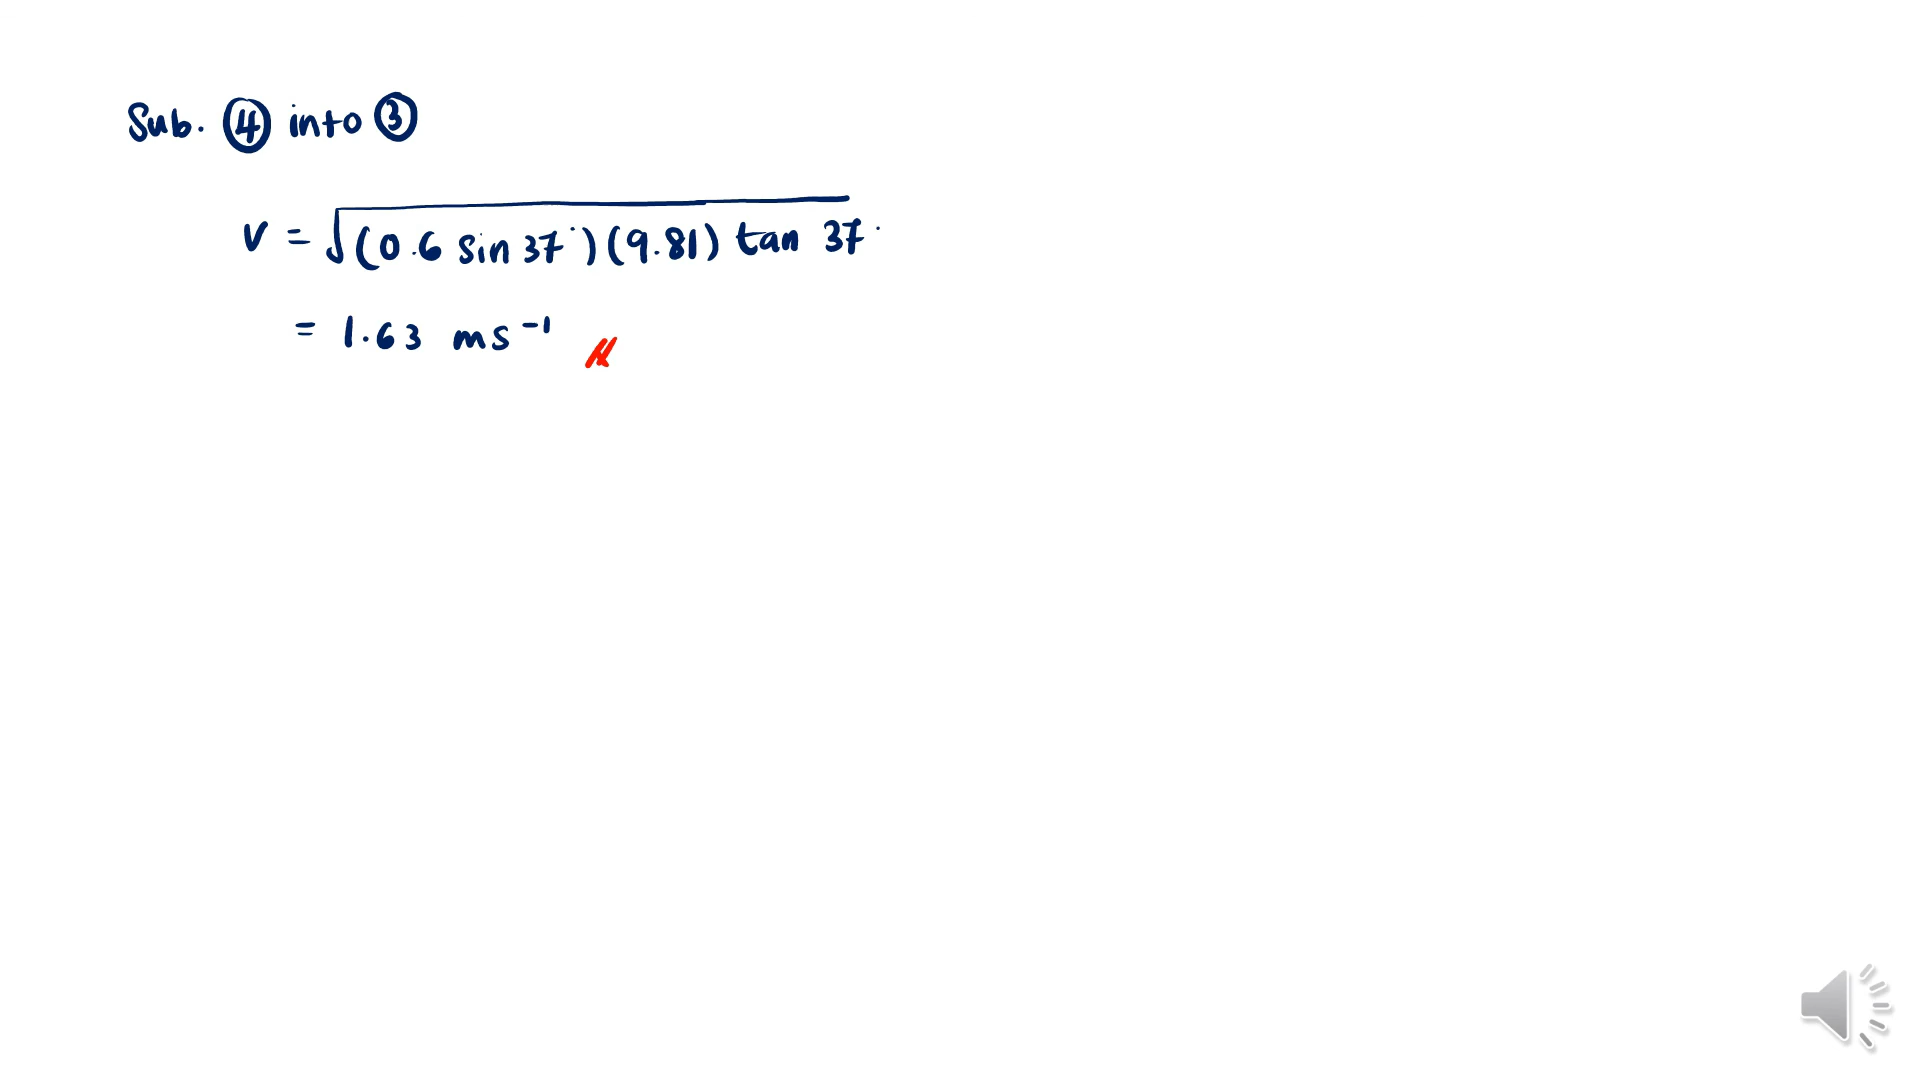 Sub. ④ into ③
v = √(0.6 sin 37˙)(9.81) tan 37˙
= 1.63 ms⁻¹